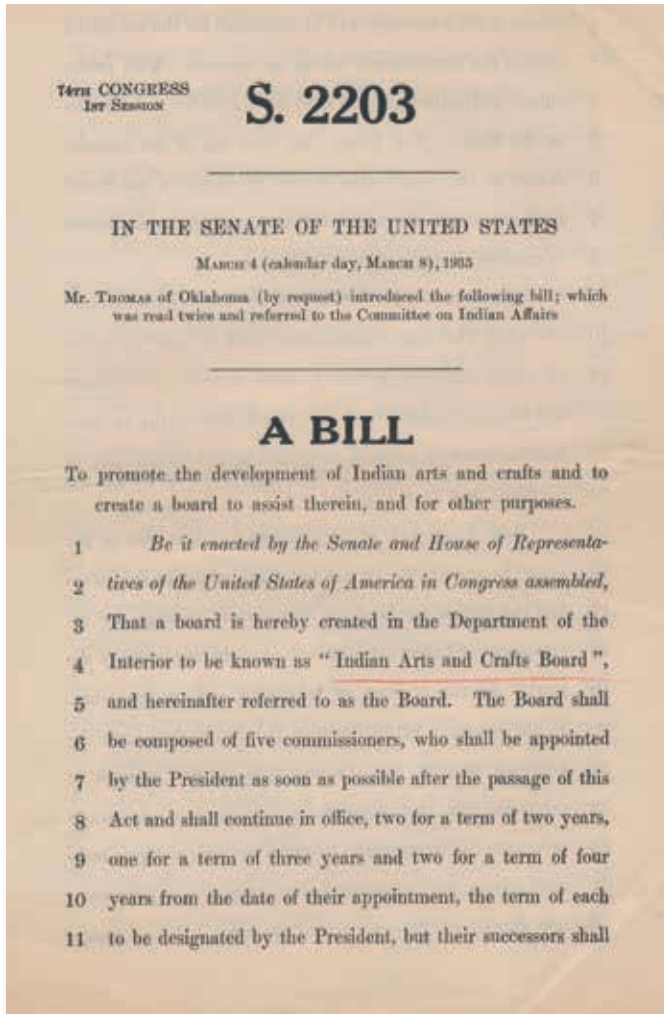 74TH CONGRESS
1ST SESSION
S. 2203
IN THE SENATE OF THE UNITED STATES
MARCH 4 (calendar day, MARCH 8), 1935
Mr. THOMAS of Oklahoma (by request) introduced the following bill; which
was read twice and referred to the Committee on Indian Affairs
A BILL
To promote the development of Indian arts and crafts and to
create a board to assist therein, and for other purposes.
1 Be it enacted by the Senate and House of Representa-
2 tives of the United States of America in Congress assembled,
3 That a board is hereby created in the Department of the
4 Interior to be known as “Indian Arts and Crafts Board”,
5 and hereinafter referred to as the Board. The Board shall
6 be composed of five commissioners, who shall be appointed
7 by the President as soon as possible after the passage of this
8 Act and shall continue in office, two for a term of two years,
9 one for a term of three years and two for a term of four
10 years from the date of their appointment, the term of each
11 to be designated by the President, but their successors shall